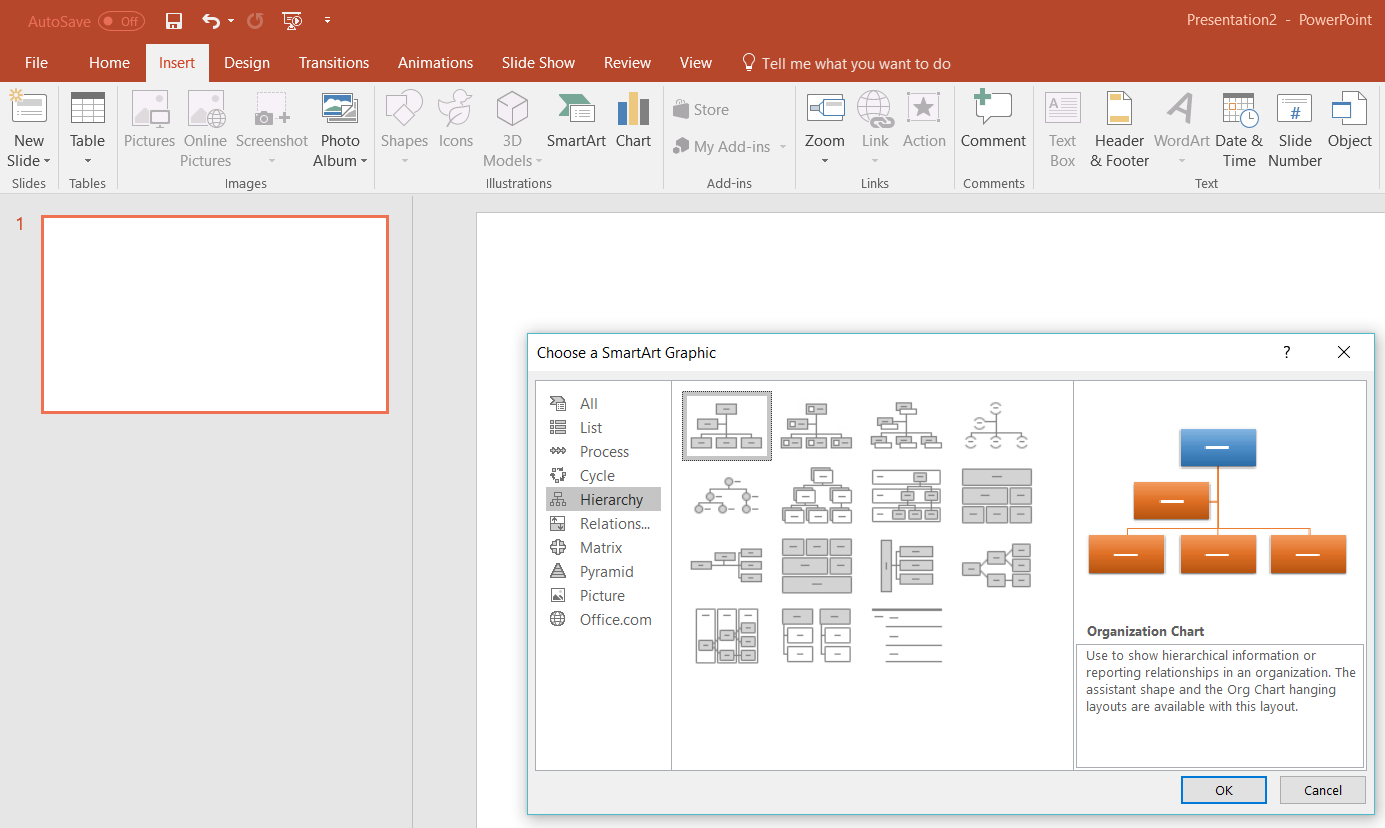 AutoSave Off
Presentation2 - PowerPoint
File Home Insert Design Transitions Animations Slide Show Review View Tell me what you want to do
New Slide
Table
Pictures
Online Pictures
Screenshot
Photo Album
Shapes
Icons
3D Models
SmartArt
Chart
Store
My Add-ins
Zoom
Link
Action
Comment
Text Box
Header & Footer
WordArt
Date & Time
Slide Number
Object
Slides Tables Images Illustrations Add-ins Links Comments Text
1
Choose a SmartArt Graphic ?
All
List
Process
Cycle
Hierarchy
Relations...
Matrix
Pyramid
Picture
Office.com
Organization Chart
Use to show hierarchical information or
reporting relationships in an organization. The
assistant shape and the Org Chart hanging
layouts are available with this layout.
OK Cancel